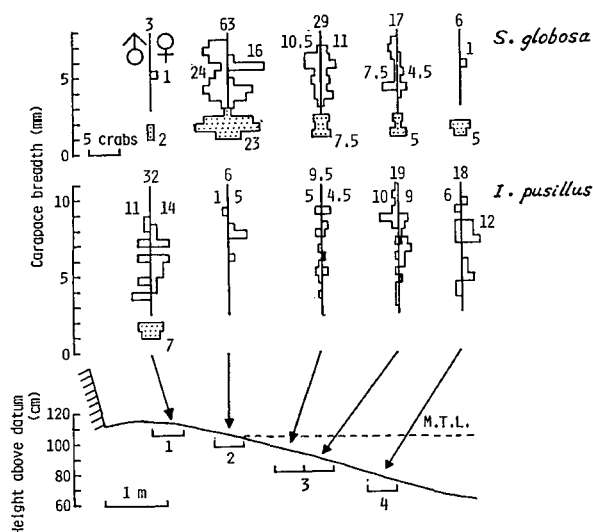 3 63 29 17 6 S. globosa
♂ ♀ 16 10.5 11 1
5 1 24 7.5 4.5
5 crabs 2 23 7.5 5 5
0
Carapace breadth (mm)
32 6 9.5 19 18 I. pusillus
10 11 14 1 5 5 4.5 10 9 6 12
5
0 7
Height above datum (cm)
120 M.T.L.
100 1 2
80 3 4
60 1 m